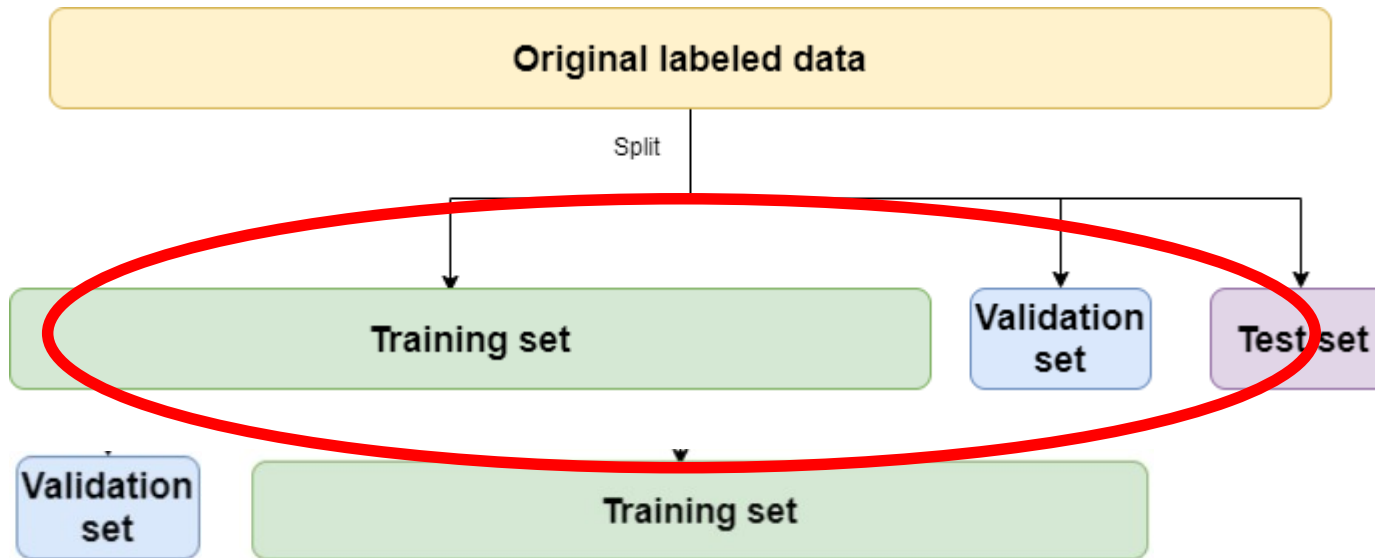 Original labeled data
Split
Training set
Validation
set
Test set
Validation
set
Training set